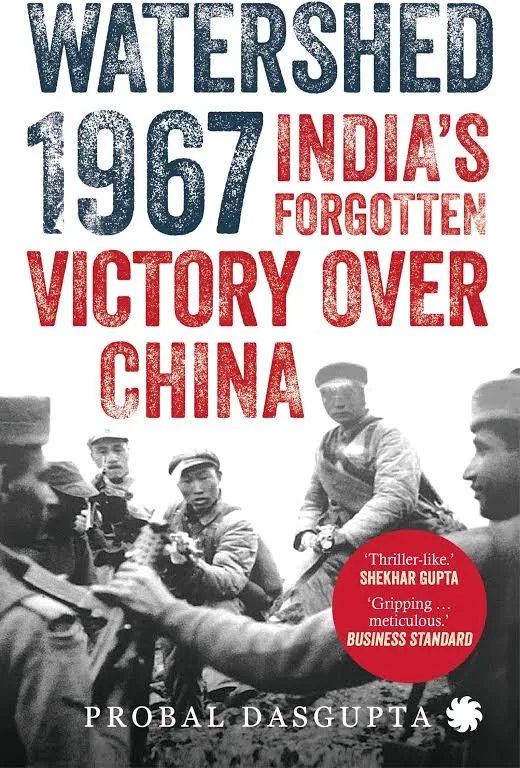 WATERSHED
1967 INDIA'S
FORGOTTEN
VICTORY OVER
CHINA
'Thriller-like.'
SHEKHAR GUPTA
'Gripping ...
meticulous.'
BUSINESS STANDARD
PROBAL DASGUPTA